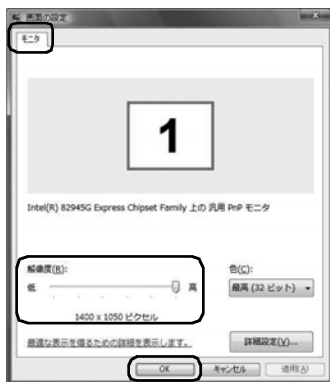 画面の設定
モニタ
1
Intel(R) 82945G Express Chipset Family 上の 汎用 PnP モニタ
解像度(R):
低
高
1400 x 1050 ピクセル
色(C):
最高 (32 ビット)
最適な表示を得るための詳細を表示します。
詳細設定(V)...
OK
キャンセル
適用(A)